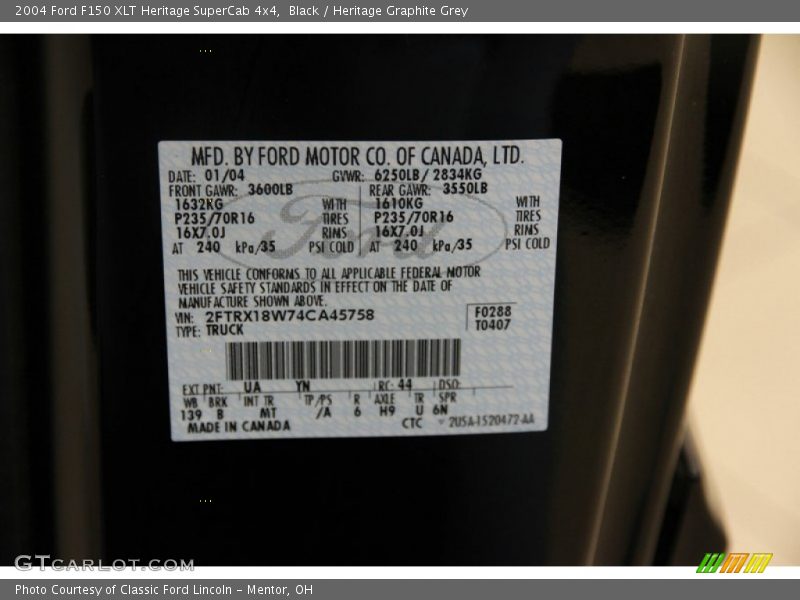 2004 Ford F150 XLT Heritage SuperCab 4x4, Black / Heritage Graphite Grey
MFD. BY FORD MOTOR CO. OF CANADA, LTD.
DATE: 01/04 GVWR: 6250LB/ 2834KG
FRONT GAWR: 3600LB REAR GAWR: 3550LB
1632KG WITH 1610KG WITH
P235/70R16 TIRES P235/70R16 TIRES
16X7.0J RIMS 16X7.0J RIMS
AT 240 kPa/35 PSI COLD AT 240 kPa/35 PSI COLD
Ford
THIS VEHICLE CONFORMS TO ALL APPLICABLE FEDERAL MOTOR
VEHICLE SAFETY STANDARDS IN EFFECT ON THE DATE OF
MANUFACTURE SHOWN ABOVE.
VIN: 2FTRX18W74CA45758 F0288
TYPE: TRUCK T0407
EXT PNT: UA YN RC: 44 DSO:
WB BRK INT TR TP/PS R AXLE TR SPR
139 B MT /A 6 H9 U 6N
MADE IN CANADA CTC 2U5A-1520472-AA
GTCARLOT.COM
Photo Courtesy of Classic Ford Lincoln - Mentor, OH